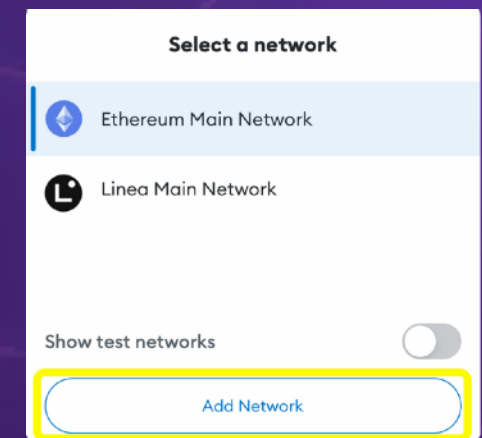 Select a network
Ethereum Main Network
Linea Main Network
Show test networks
Add Network